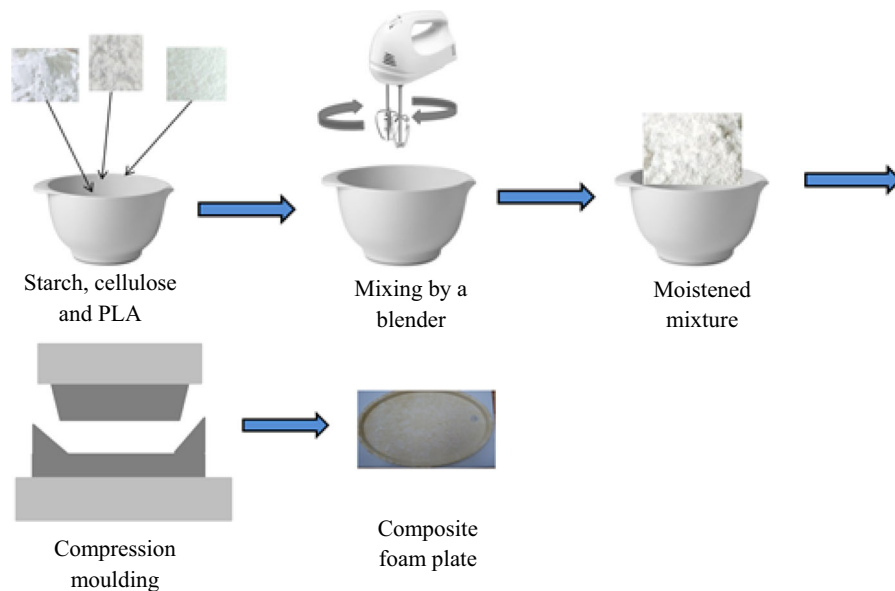 Starch, cellulose
and PLA
Mixing by a
blender
Moistened
mixture
Compression
moulding
Composite
foam plate